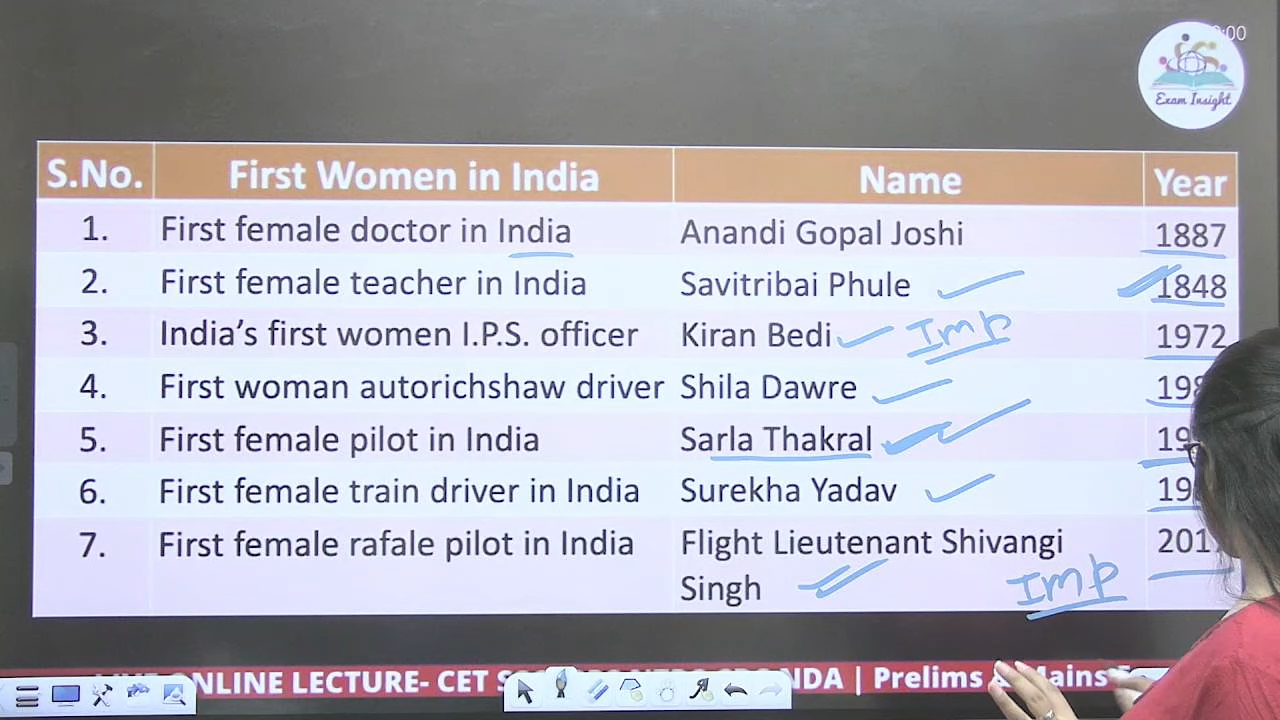 :00
Exam Insight
S.No. First Women in India Name Year
1. First female doctor in India Anandi Gopal Joshi 1887
2. First female teacher in India Savitribai Phule 1848
3. India's first women I.P.S. officer Kiran Bedi Imp 1972
4. First woman autorichshaw driver Shila Dawre
5. First female pilot in India Sarla Thakral
6. First female train driver in India Surekha Yadav
7. First female rafale pilot in India Flight Lieutenant Shivangi
Singh Imp
ONLINE LECTURE- CET | Prelims & Mains